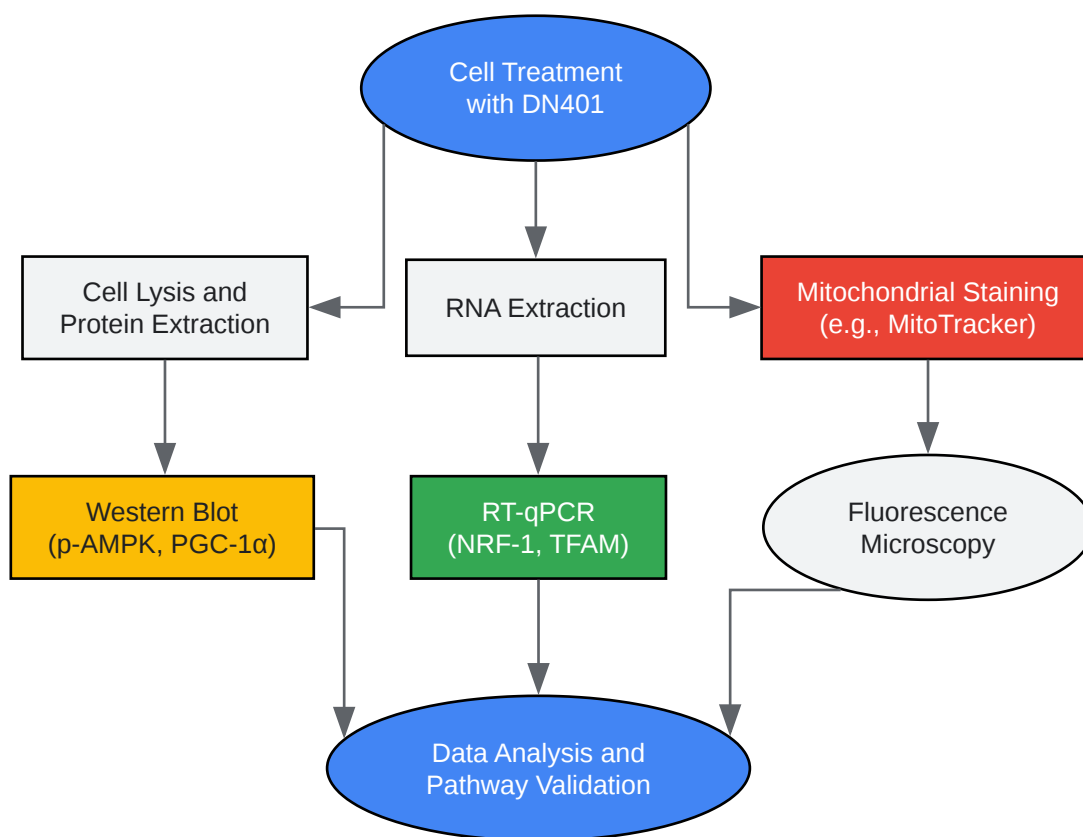 Cell Treatment
with DN401
Cell Lysis and
Protein Extraction
RNA Extraction
Mitochondrial Staining
(e.g., MitoTracker)
Western Blot
(p-AMPK, PGC-1α)
RT-qPCR
(NRF-1, TFAM)
Fluorescence
Microscopy
Data Analysis and
Pathway Validation